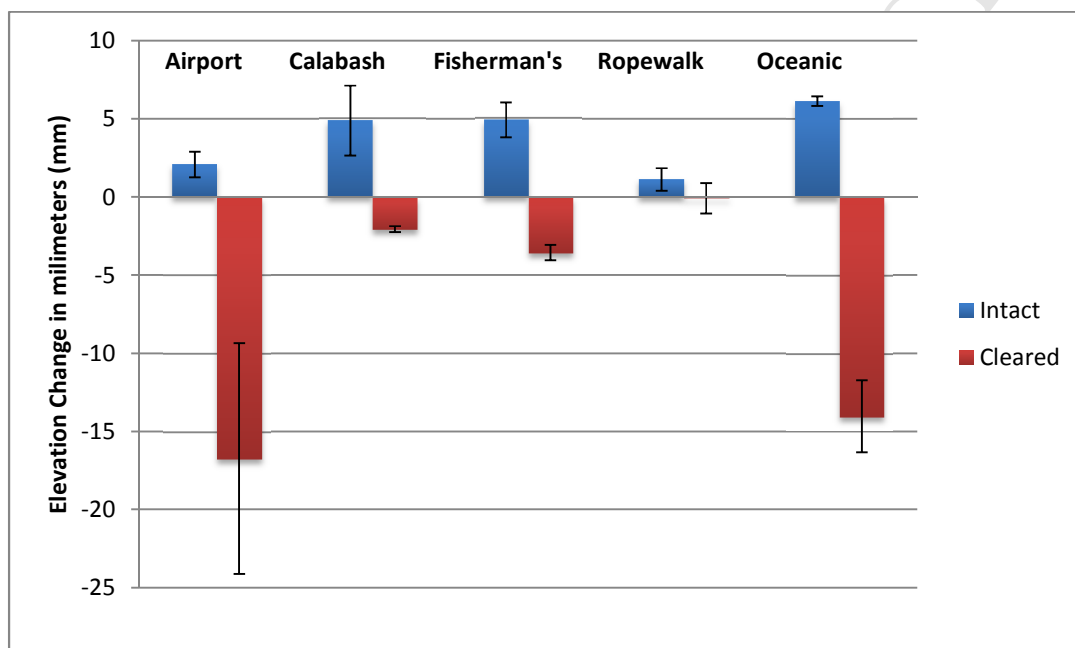 10
Airport Calabash Fisherman's Ropewalk Oceanic
5
0
-5
-10
-15
-20
-25
Elevation Change in milimeters (mm)
Intact
Cleared